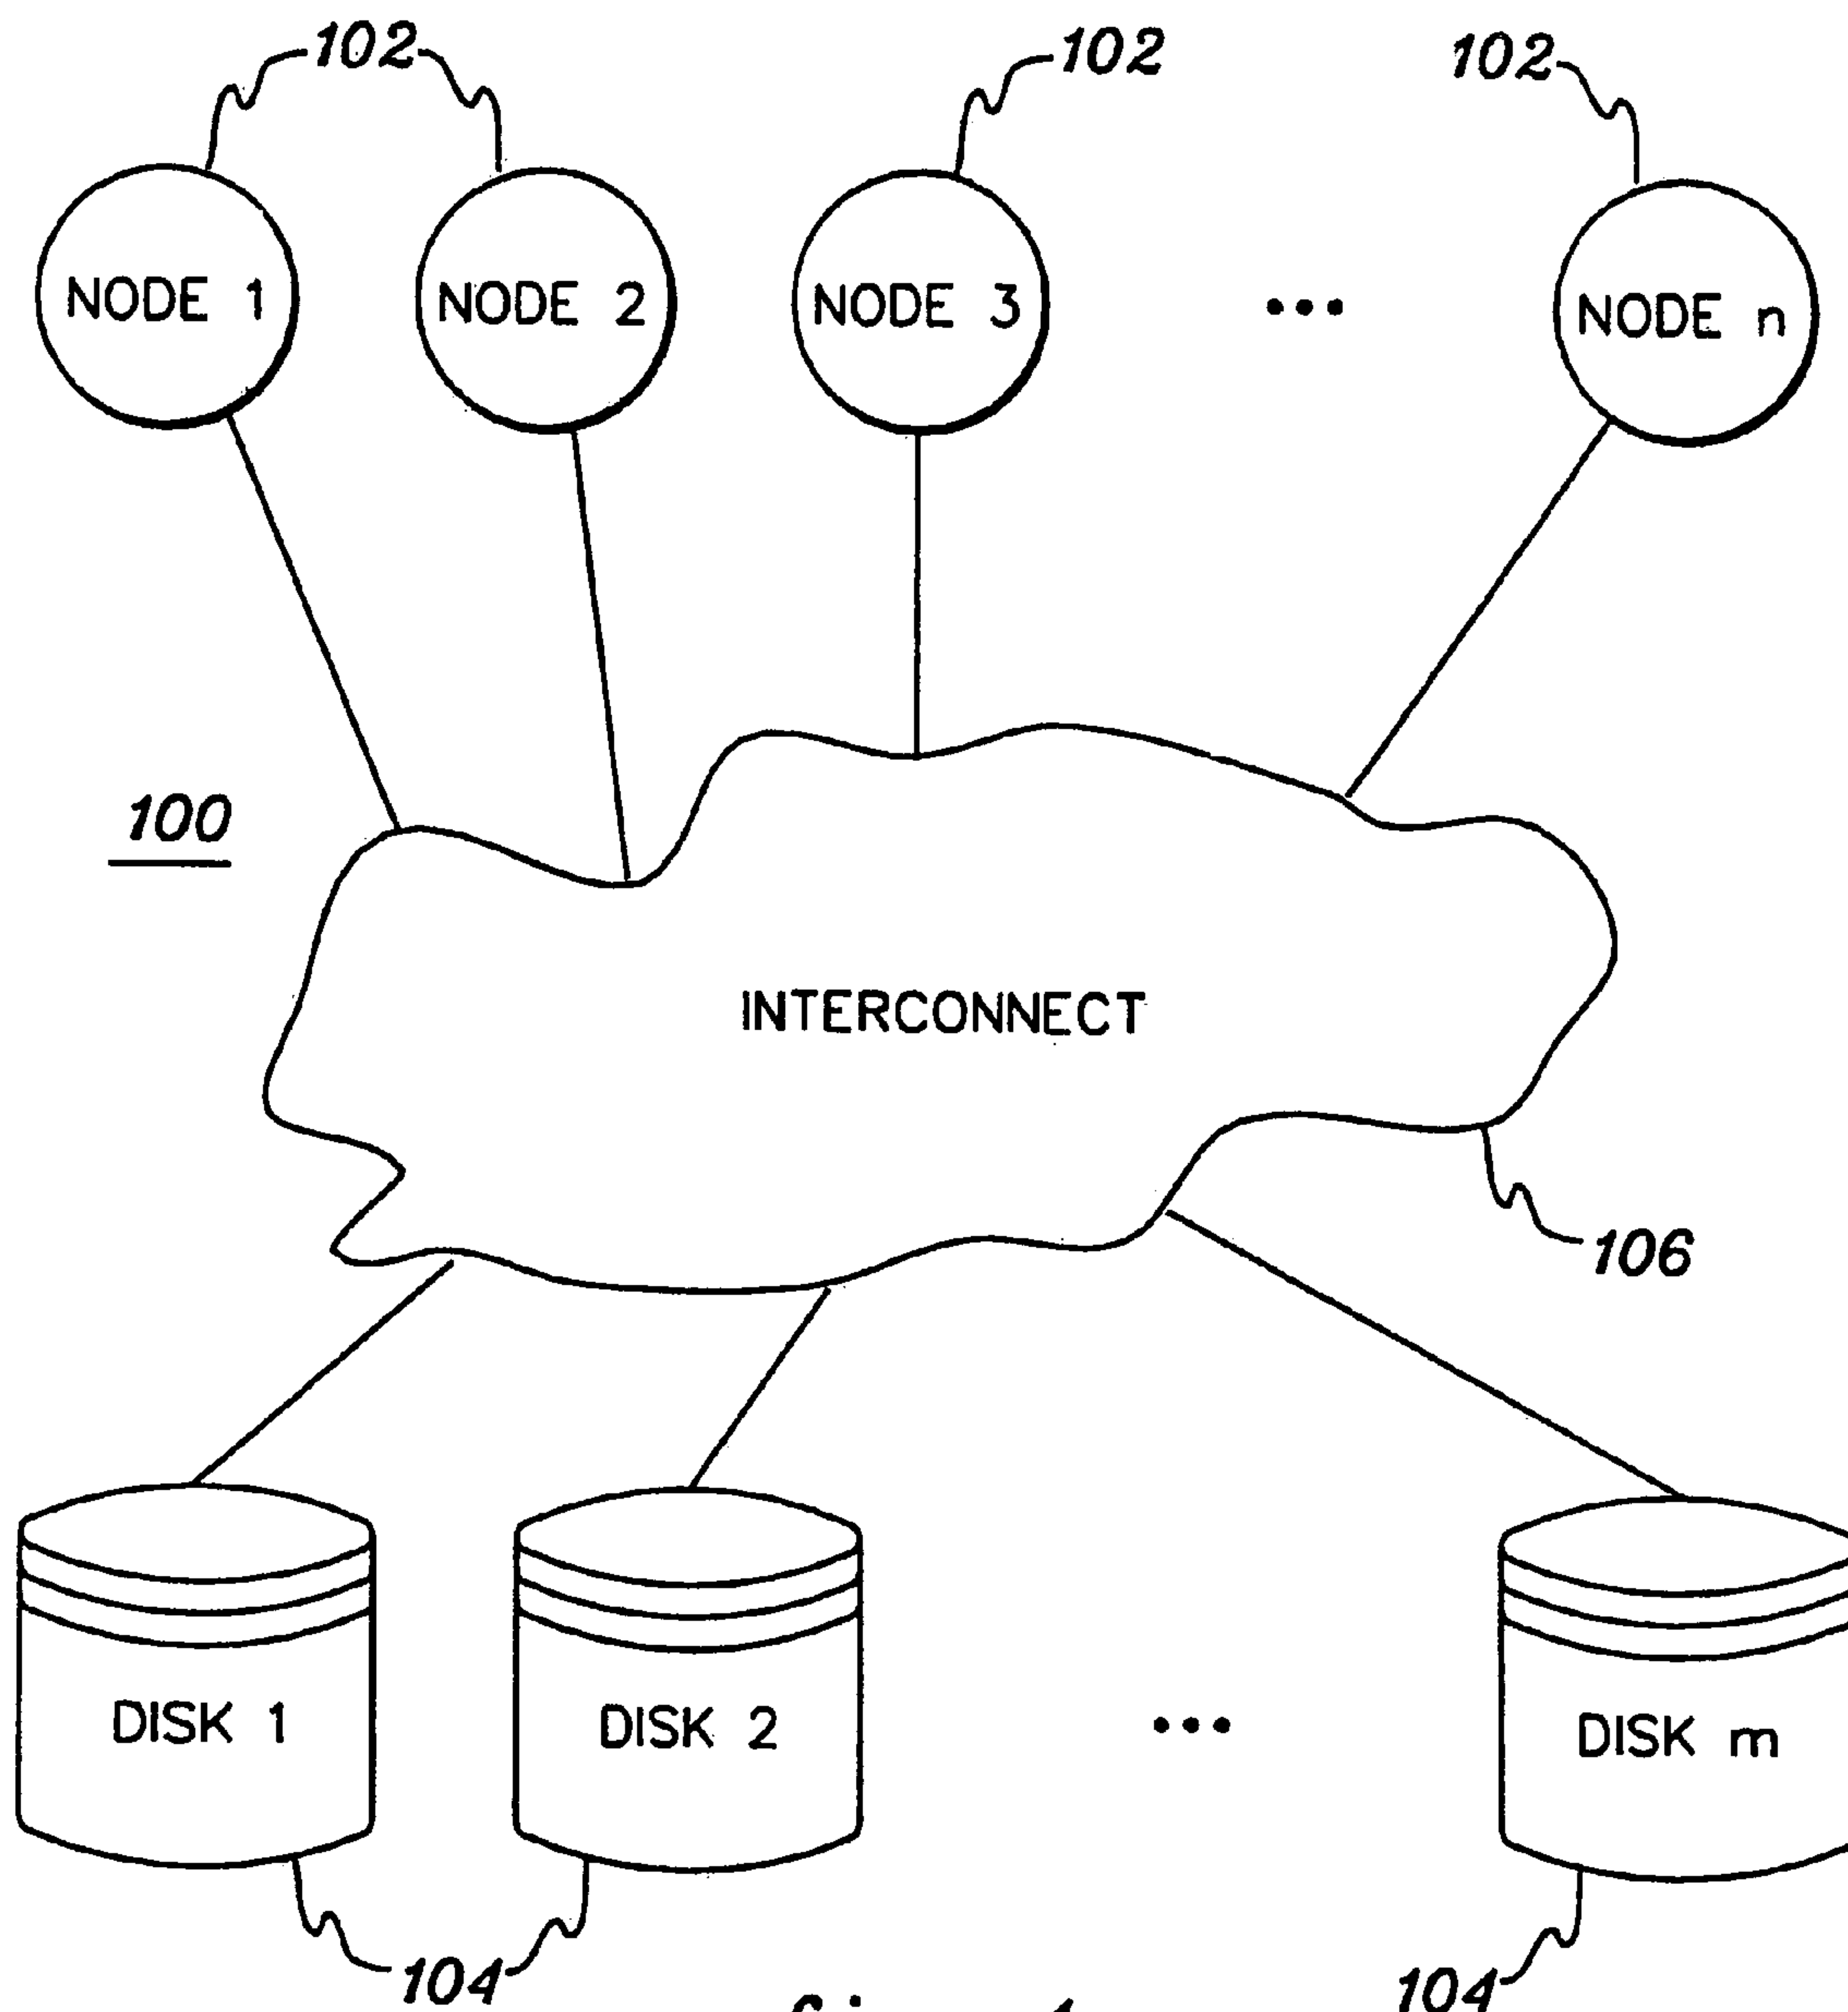 102 102 102
NODE 1 NODE 2 NODE 3 ••• NODE n
100
INTERCONNECT
106
DISK 1 DISK 2 ••• DISK m
104 104